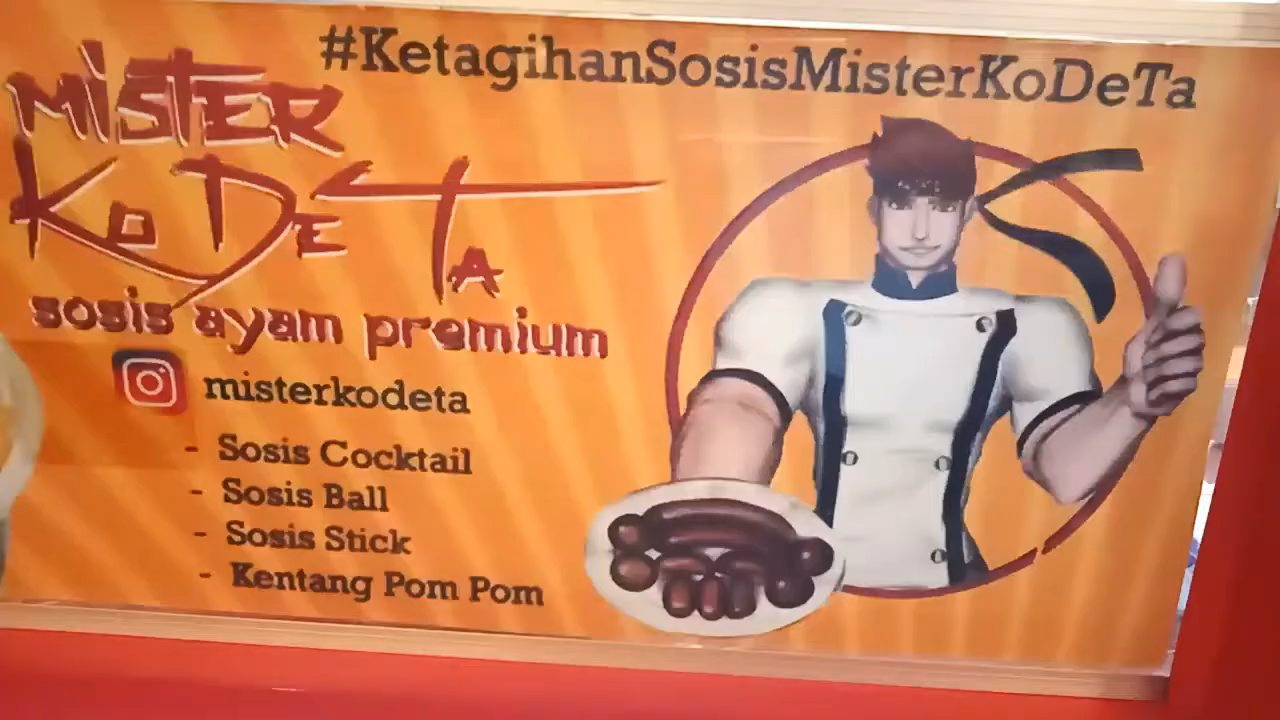 #KetagihanSosisMisterKoDeTa
MiSTER
KoDETA
sosis ayam premium
misterkodeta
- Sosis Cocktail
- Sosis Ball
- Sosis Stick
- Kentang Pom Pom